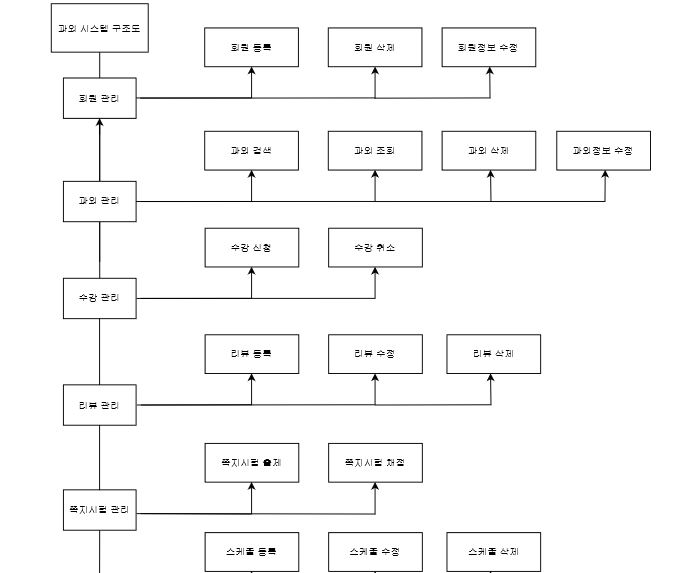 과외 시스템 구조도
회원 등록
회원 삭제
회원정보 수정
회원 관리
과외 검색
과외 조회
과외 삭제
과외정보 수정
과외 관리
수강 신청
수강 취소
수강 관리
리뷰 등록
리뷰 수정
리뷰 삭제
리뷰 관리
쪽지시험 출제
쪽지시험 채점
쪽지시험 관리
스케줄 등록
스케줄 수정
스케줄 삭제